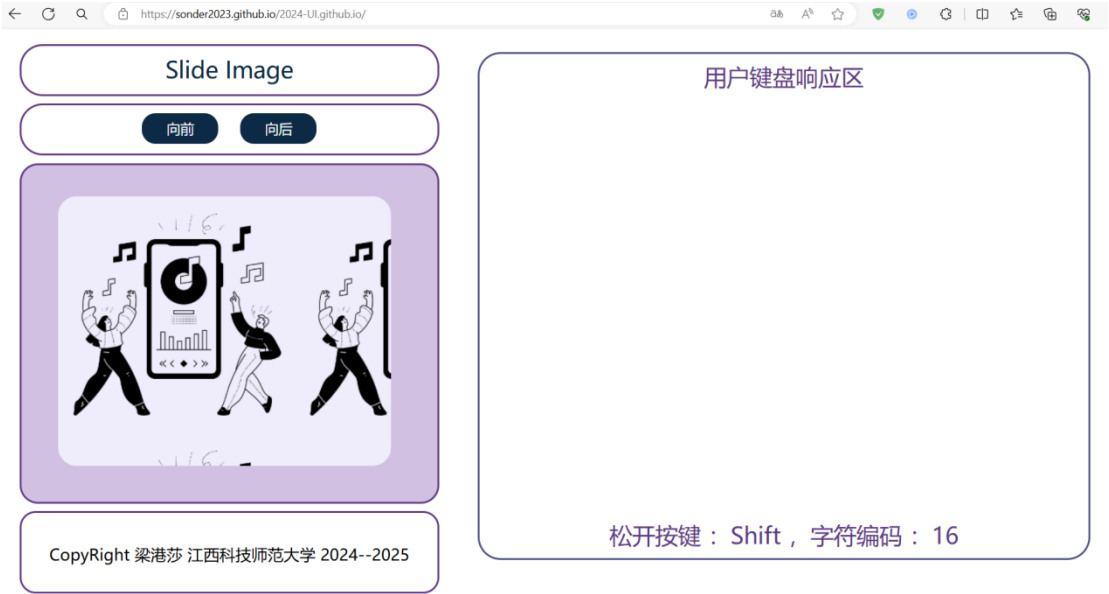 https://sonder2023.github.io/2024-UI.github.io/
Slide Image
向前 向后
CopyRight 梁港莎 江西科技师范大学 2024--2025
用户键盘响应区
松开按键 : Shift , 字符编码 : 16